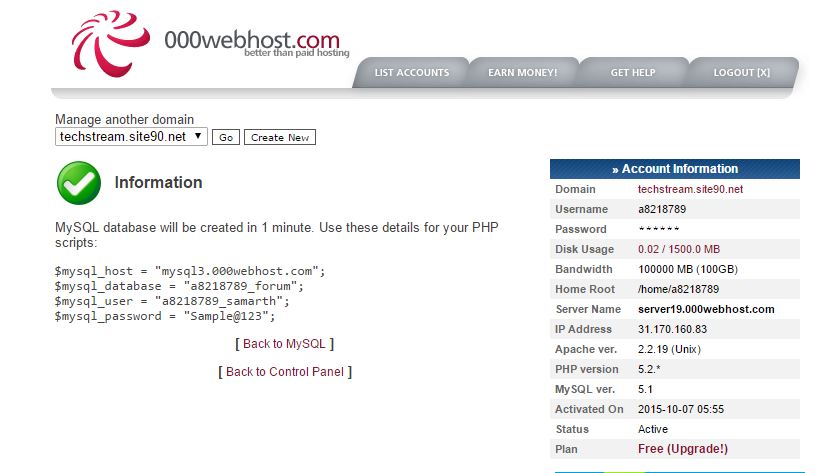 000webhost.com
better than paid hosting
LIST ACCOUNTS
EARN MONEY!
GET HELP
LOGOUT [X]
Manage another domain
techstream.site90.net Go Create New
Information
MySQL database will be created in 1 minute. Use these details for your PHP
scripts:
$mysql_host = "mysql3.000webhost.com";
$mysql_database = "a8218789_forum";
$mysql_user = "a8218789_samarth";
$mysql_password = "Sample@123";
[ Back to MySQL ]
[ Back to Control Panel ]
» Account Information
Domain techstream.site90.net
Username a8218789
Password ******
Disk Usage 0.02 / 1500.0 MB
Bandwidth 100000 MB (100GB)
Home Root /home/a8218789
Server Name server19.000webhost.com
IP Address 31.170.160.83
Apache ver. 2.2.19 (Unix)
PHP version 5.2.*
MySQL ver. 5.1
Activated On 2015-10-07 05:55
Status Active
Plan Free (Upgrade!)